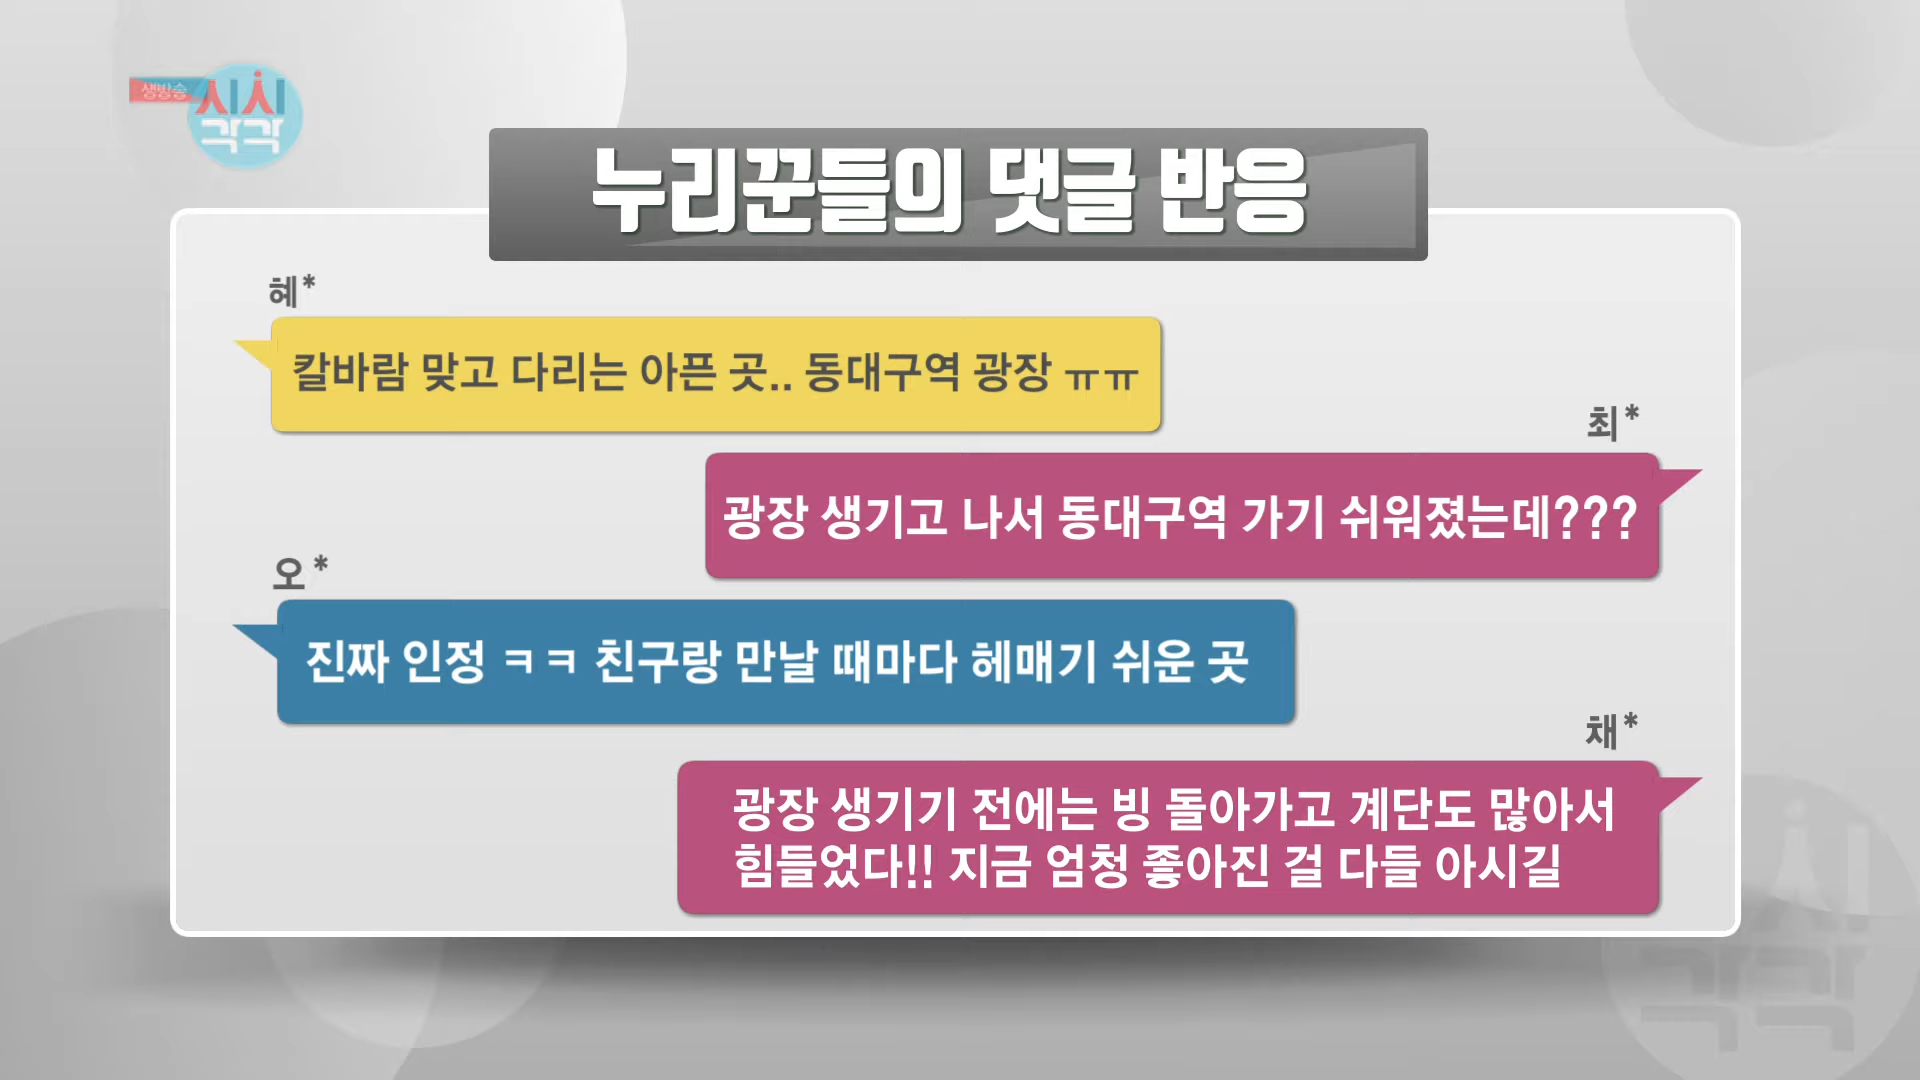 생방송
시시
각각
누리꾼들의 댓글 반응
혜*
칼바람 맞고 다리는 아픈 곳.. 동대구역 광장 ㅠㅠ
최*
광장 생기고 나서 동대구역 가기 쉬워졌는데???
오*
진짜 인정 ㅋㅋ 친구랑 만날 때마다 헤매기 쉬운 곳
채*
광장 생기기 전에는 빙 돌아가고 계단도 많아서
힘들었다!! 지금 엄청 좋아진 걸 다들 아시길
시시
각각